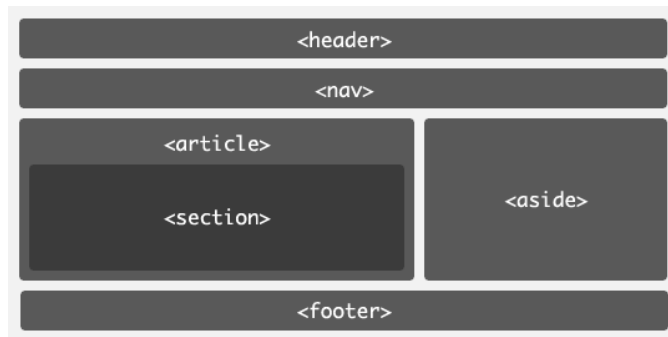 <header>
<nav>
<article>
<section>
<aside>
<footer>